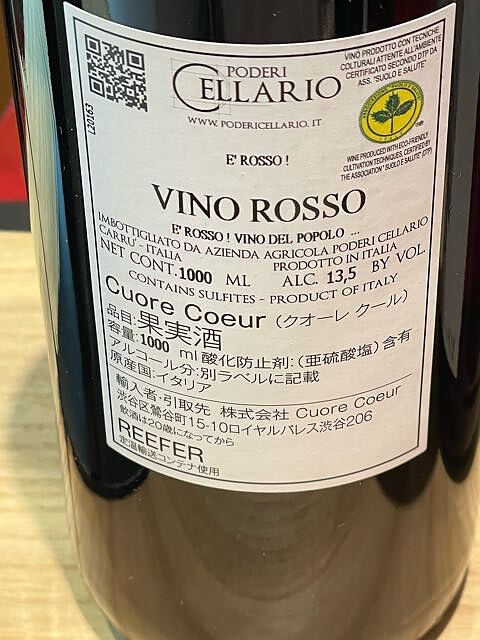 PODERI
CELLARIO
WWW.PODERICELLARIO.IT
VINO PRODOTTO CON TECNICHE
COLTURALI ATTENTE ALL'AMBIENTE
CERTIFICATO SECONDO DTP DA
ASS. "SUOLO E SALUTE"
WINE PRODUCED WITH ECO-FRIENDLY
CULTIVATION TECHNIQUES, CERTIFIED BY
THE ASSOCIATION "SUOLO E SALUTE" (DTP)
L20163
E' ROSSO !
VINO ROSSO
E' ROSSO ! VINO DEL POPOLO ...
IMBOTTIGLIATO DA AZIENDA AGRICOLA PODERI CELLARIO
CARRU' - ITALIA PRODOTTO IN ITALIA
NET CONT. 1000 ML ALC. 13,5 BY VOL.
CONTAINS SULFITES - PRODUCT OF ITALY
Cuore Coeur (クオーレ クール)
品目:果実酒
容量:1000 ml 酸化防止剤:(亜硫酸塩)含有
アルコール分:別ラベルに記載
原産国:イタリア
輸入者・引取先 株式会社 Cuore Coeur
渋谷区鶯谷町15-10ロイヤルパレス渋谷206
飲酒は20歳になってから
REEFER
定温輸送コンテナ使用